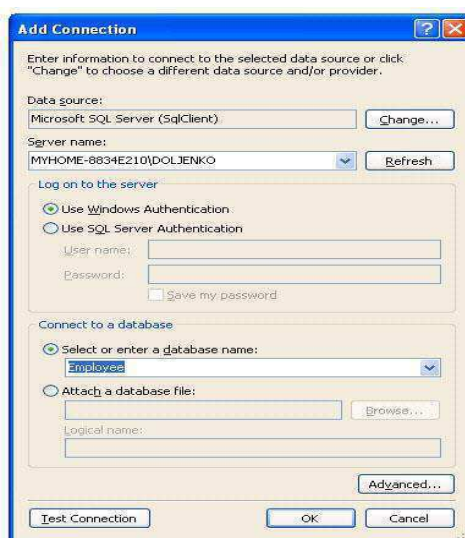 Add Connection
Enter information to connect to the selected data source or click
"Change" to choose a different data source and/or provider.
Data source:
Microsoft SQL Server (SqlClient)
Change...
Server name:
MYHOME-8834E210\DOLJENKO
Refresh
Log on to the server
Use Windows Authentication
Use SQL Server Authentication
User name:
Password:
Save my password
Connect to a database
Select or enter a database name:
Employee
Attach a database file:
Browse...
Logical name:
Advanced...
Test Connection
OK
Cancel